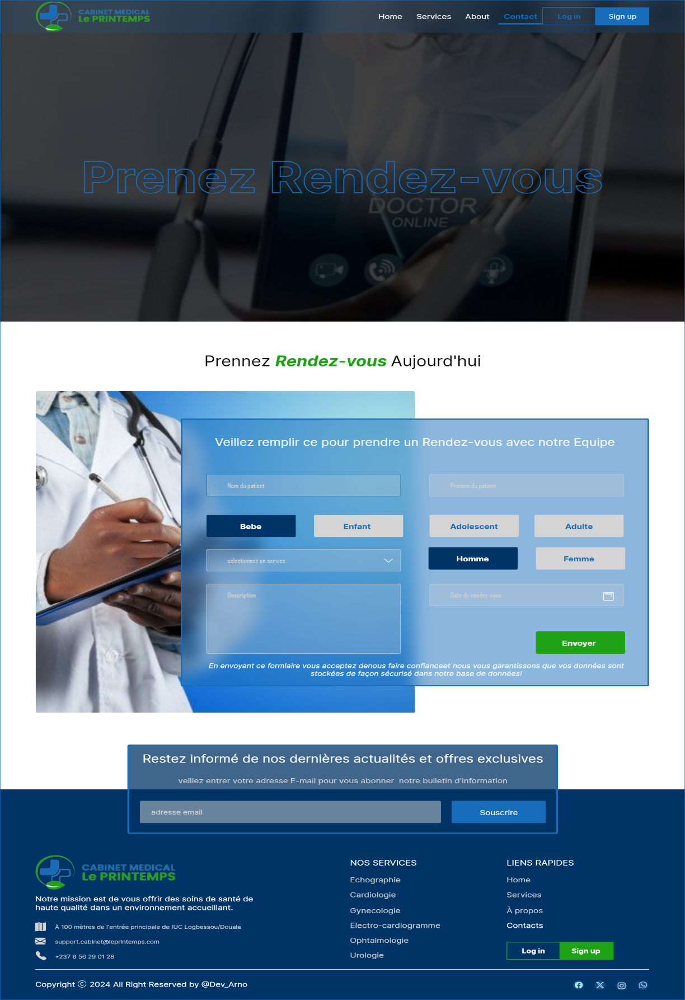 CABINET MEDICAL
Le PRINTEMPS
Home Services About Contact Log in Sign up
Prenez Rendez-vous
DOCTOR
ONLINE
Prennez Rendez-vous Aujourd'hui
Veillez remplir ce pour prendre un Rendez-vous avec notre Equipe
Nom du patient Prenom du patient
Bebe Enfant Adolescent Adulte
selectionnez un service Homme Femme
Description Date du rendez vous
Envoyer
En envoyant ce formlaire vous acceptez denous faire confianceet nous vous garantissons que vos données sont
stockées de façon sécurisé dans notre base de données!
Restez informé de nos dernières actualités et offres exclusives
veillez entrer votre adresse E-mail pour vous abonner notre bulletin d'information
adresse email Souscrire
CABINET MEDICAL
Le PRINTEMPS
Notre mission est de vous offrir des soins de santé de
haute qualité dans un environnement accueillant.
À 100 mètres de l'entrée principale de IUC Logbessou/Douala
support.cabinet@leprintemps.com
+237 6 56 29 01 28
NOS SERVICES
Echographie
Cardiologie
Gynecologie
Electro-cardiogramme
Ophtalmologie
Urologie
LIENS RAPIDES
Home
Services
À propos
Contacts
Log in Sign up
Copyright © 2024 All Right Reserved by @Dev_Arno